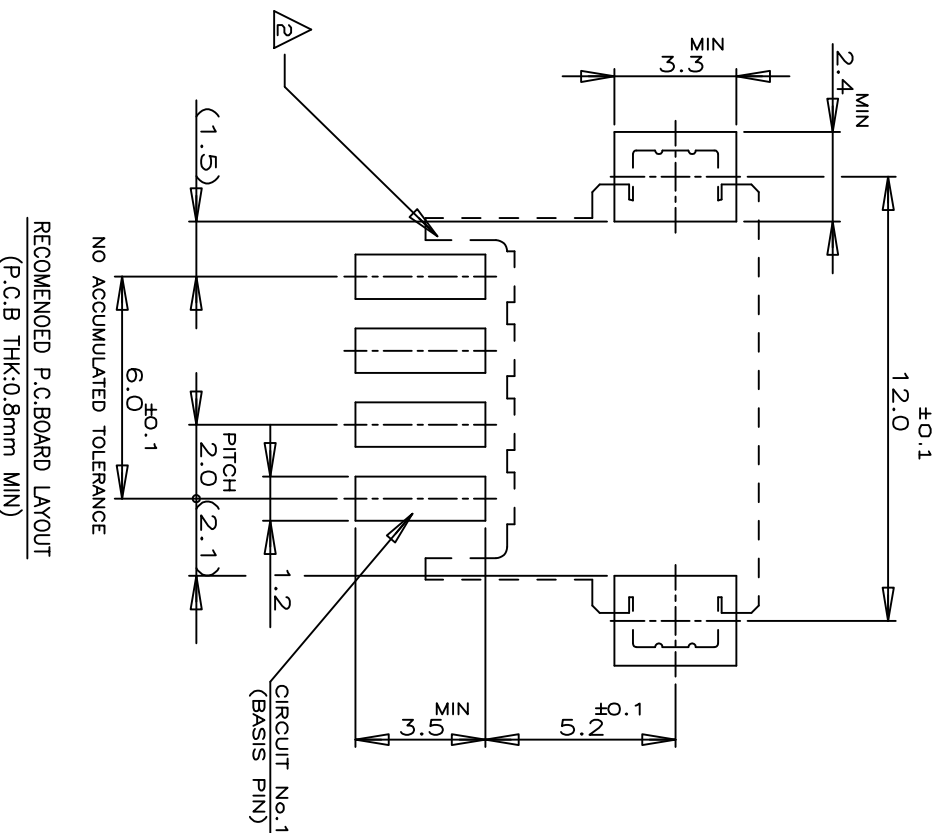 MIN
3.3
2.4 MIN
2
(1.5)
12.0 ±0.1
NO ACCUMULATED TOLERANCE
6.0 ±0.1
PITCH
2.0
(2.1)
1.2
MIN
3.5
±0.1
5.2
CIRCUIT No.1
(BASIS PIN)
RECOMENDED P.C.BOARD LAYOUT
(P.C.B THK:0.8mm MIN)